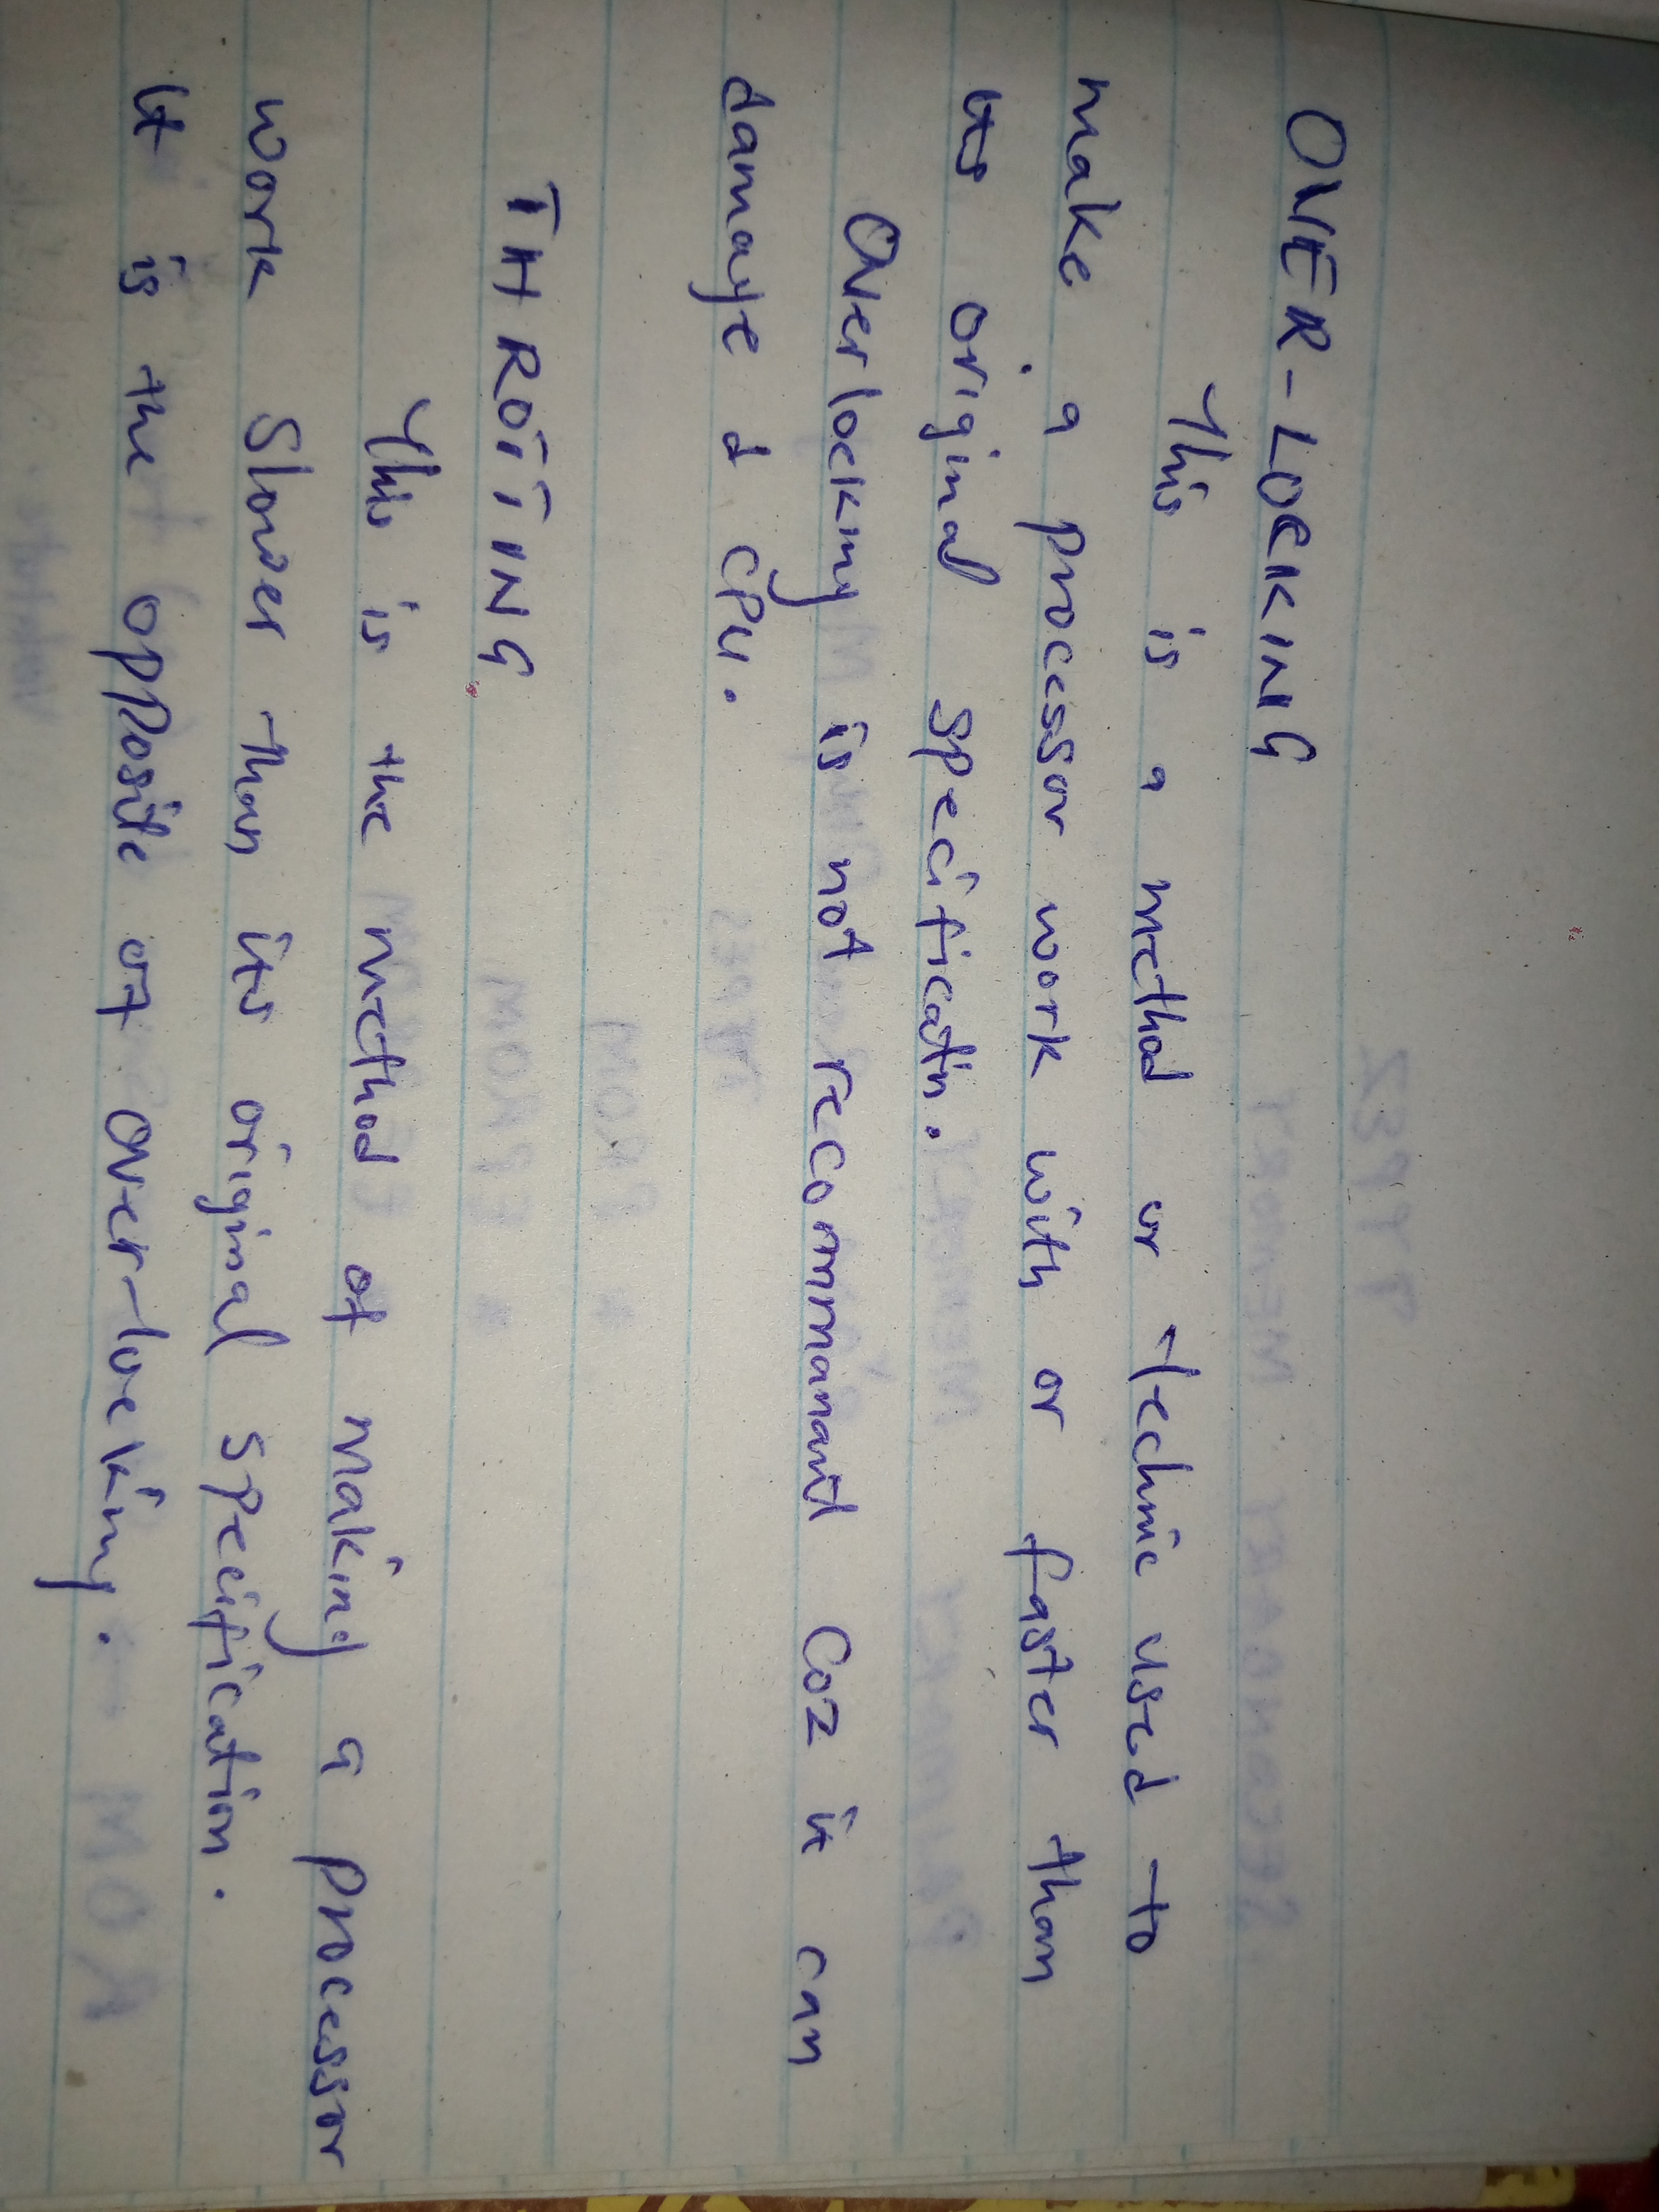 OVER-LOCKING
This is a method or technic used to
make a processor work with or faster than
its original specificatn.
Overlocking is not recommanant Coz it can
damage d CPU.
THROTTING
This is the method of making a processor
work slower than its original specification.
It is the opposite of over-locking.